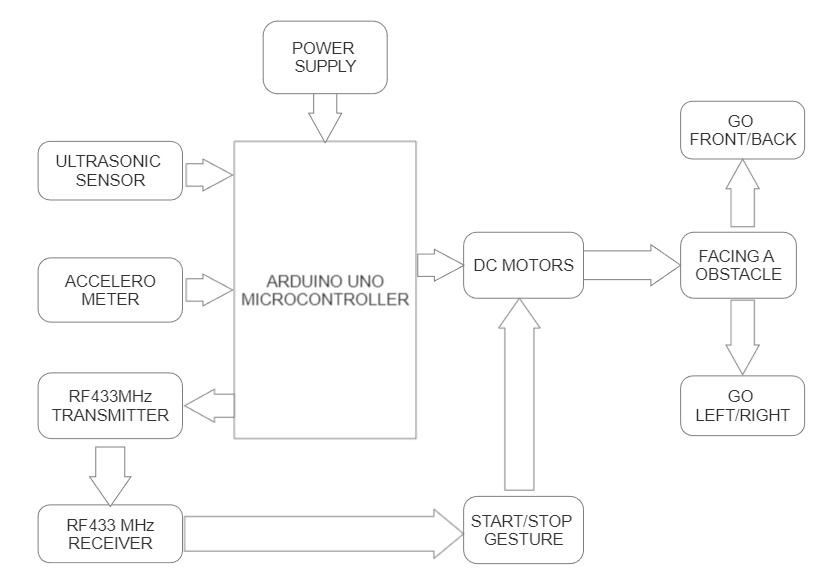 POWER
SUPPLY
ULTRASONIC
SENSOR
GO
FRONT/BACK
ACCELERO
METER
ARDUINO UNO
MICROCONTROLLER
DC MOTORS
FACING A
OBSTACLE
RF433MHz
TRANSMITTER
GO
LEFT/RIGHT
RF433 MHz
RECEIVER
START/STOP
GESTURE